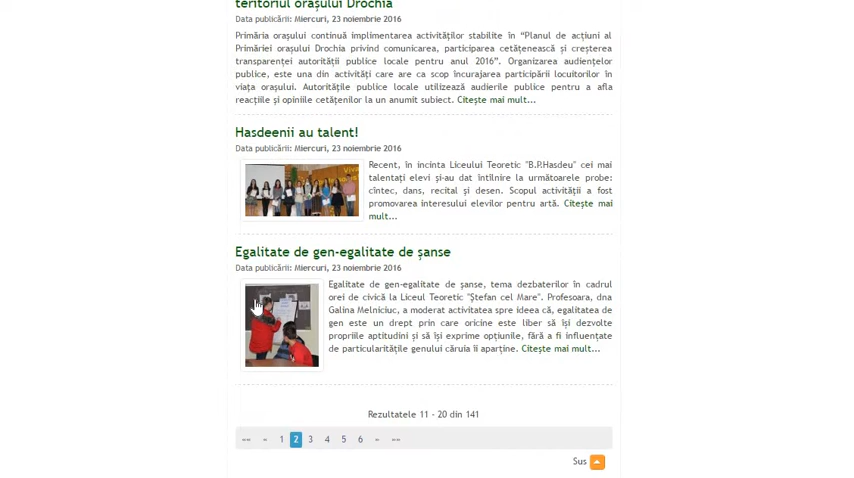 teritoriul orașului Drochia
Data publicării: Miercuri, 23 noiembrie 2016
Primăria orașului continuă implimentarea activităților stabilite în “Planul de acțiuni al
Primăriei orașului Drochia privind comunicarea, participarea cetățenească și creșterea
transparenței autorității publice locale pentru anul 2016”. Organizarea audiențelor
publice, este una din activități care are ca scop încurajarea participării locuitorilor în
viața orașului. Autoritățile publice locale utilizează audierile publice pentru a afla
reacțiile și opiniile cetățenilor la un anumit subiect. Citește mai mult...
Hasdeenii au talent!
Data publicării: Miercuri, 23 noiembrie 2016
Recent, în incinta Liceului Teoretic "B.P.Hasdeu" cei mai
talentați elevi și-au dat întîlnire la următoarele probe:
cîntec, dans, recital și desen. Scopul activității a fost
promovarea interesului elevilor pentru artă. Citește mai
mult...
Egalitate de gen-egalitate de șanse
Data publicării: Miercuri, 23 noiembrie 2016
Egalitate de gen-egalitate de șanse, tema dezbaterilor în cadrul
orei de civică la Liceul Teoretic "Ștefan cel Mare". Profesoara, dna
Galina Melniciuc, a moderat activitatea spre ideea că, egalitatea de
gen este un drept prin care oricine este liber să își dezvolte
propriile aptitudini și să își exprime opțiunile, fără a fi influențate
de particularitățile genului căruia îi aparține. Citește mai mult...
Rezultatele 11 - 20 din 141
1 2 3 4 5 6
Sus